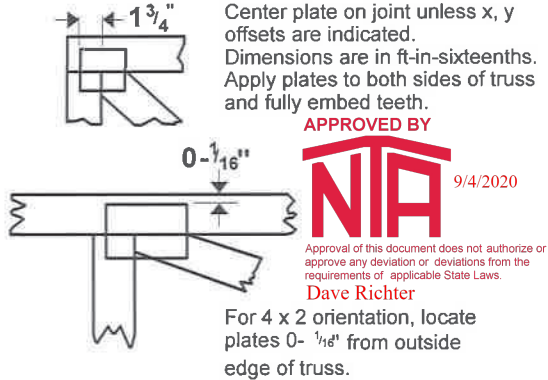 1 3/4"
Center plate on joint unless x, y
offsets are indicated.
Dimensions are in ft-in-sixteenths.
Apply plates to both sides of truss
and fully embed teeth.
APPROVED BY
NTA
9/4/2020
Approval of this document does not authorize or
approve any deviation or deviations from the
requirements of applicable State Laws.
Dave Richter
0-1/16"
For 4 x 2 orientation, locate
plates 0- 1/16" from outside
edge of truss.